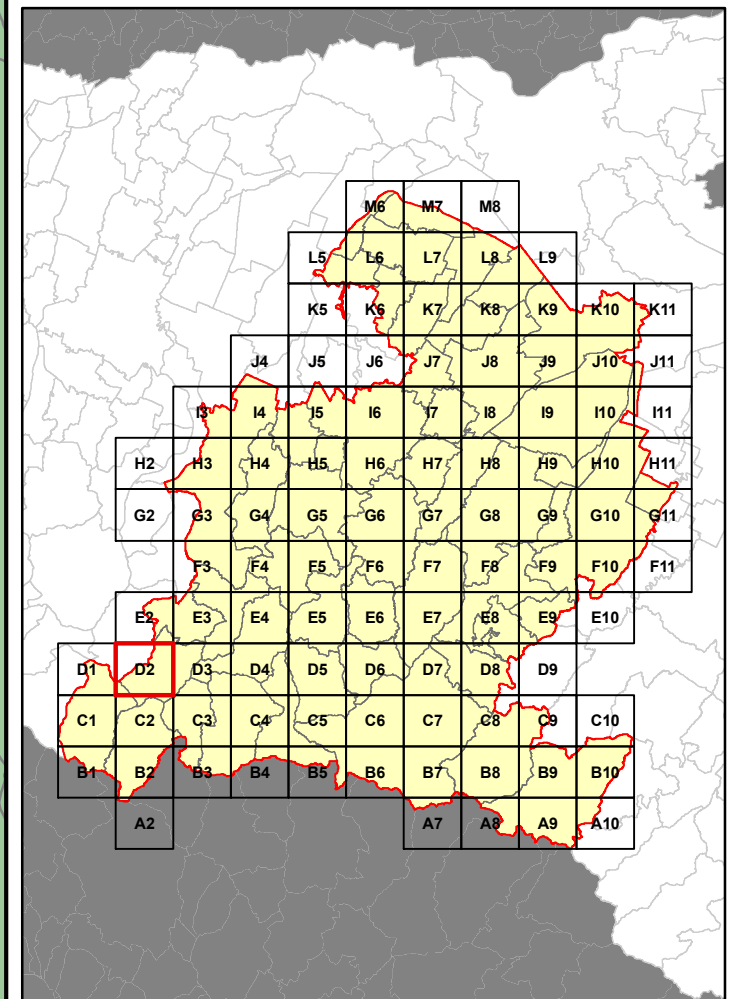 M6 M7 M8
L5 L6 L7 L8 L9
K5 K6 K7 K8 K9 K10 K11
J4 J5 J6 J7 J8 J9 J10 J11
I3 I4 I5 I6 I7 I8 I9 I10 I11
H2 H3 H4 H5 H6 H7 H8 H9 H10 H11
G2 G3 G4 G5 G6 G7 G8 G9 G10 G11
F3 F4 F5 F6 F7 F8 F9 F10 F11
E2 E3 E4 E5 E6 E7 E8 E9 E10
D1 D2 D3 D4 D5 D6 D7 D8 D9
C1 C2 C3 C4 C5 C6 C7 C8 C9 C10
B1 B2 B3 B4 B5 B6 B7 B8 B9 B10
A2 A7 A8 A9 A10